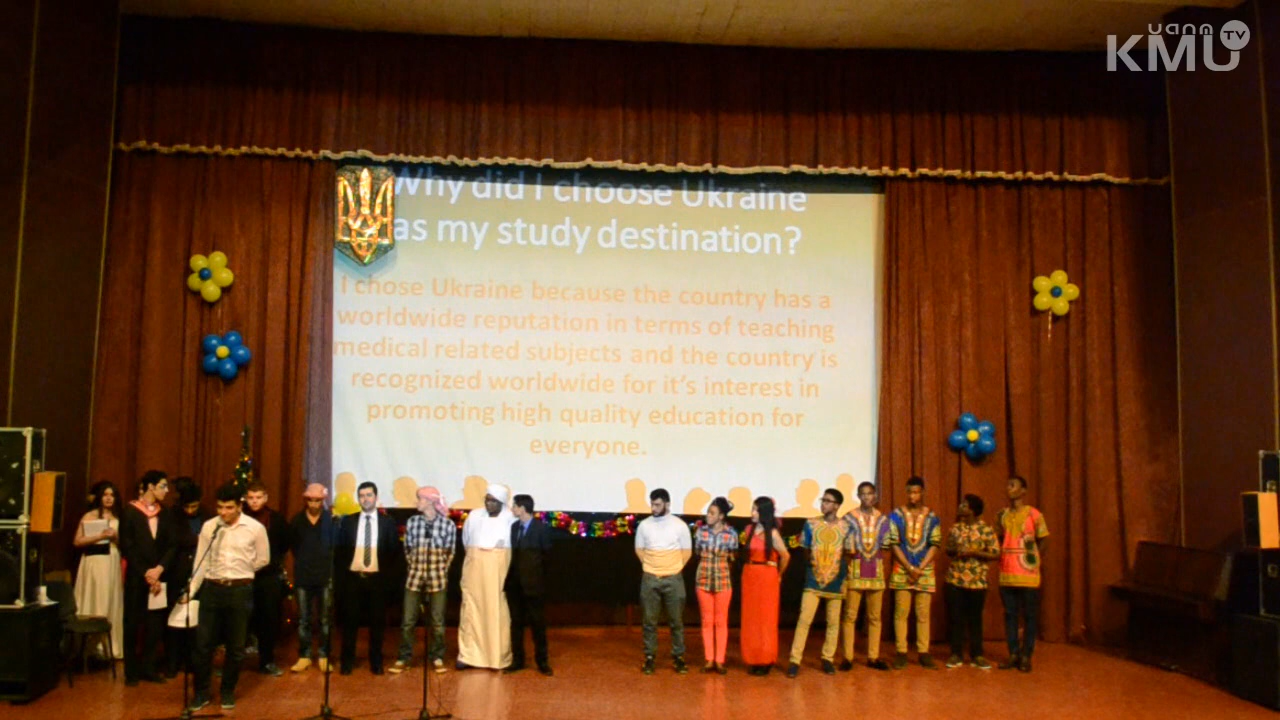 UAПП TV
KMU
Why did I choose Ukraine
as my study destination?
I chose Ukraine because the country has a
worldwide reputation in terms of teaching
medical related subjects and the country is
recognized worldwide for it's interest in
promoting high quality education for
everyone.